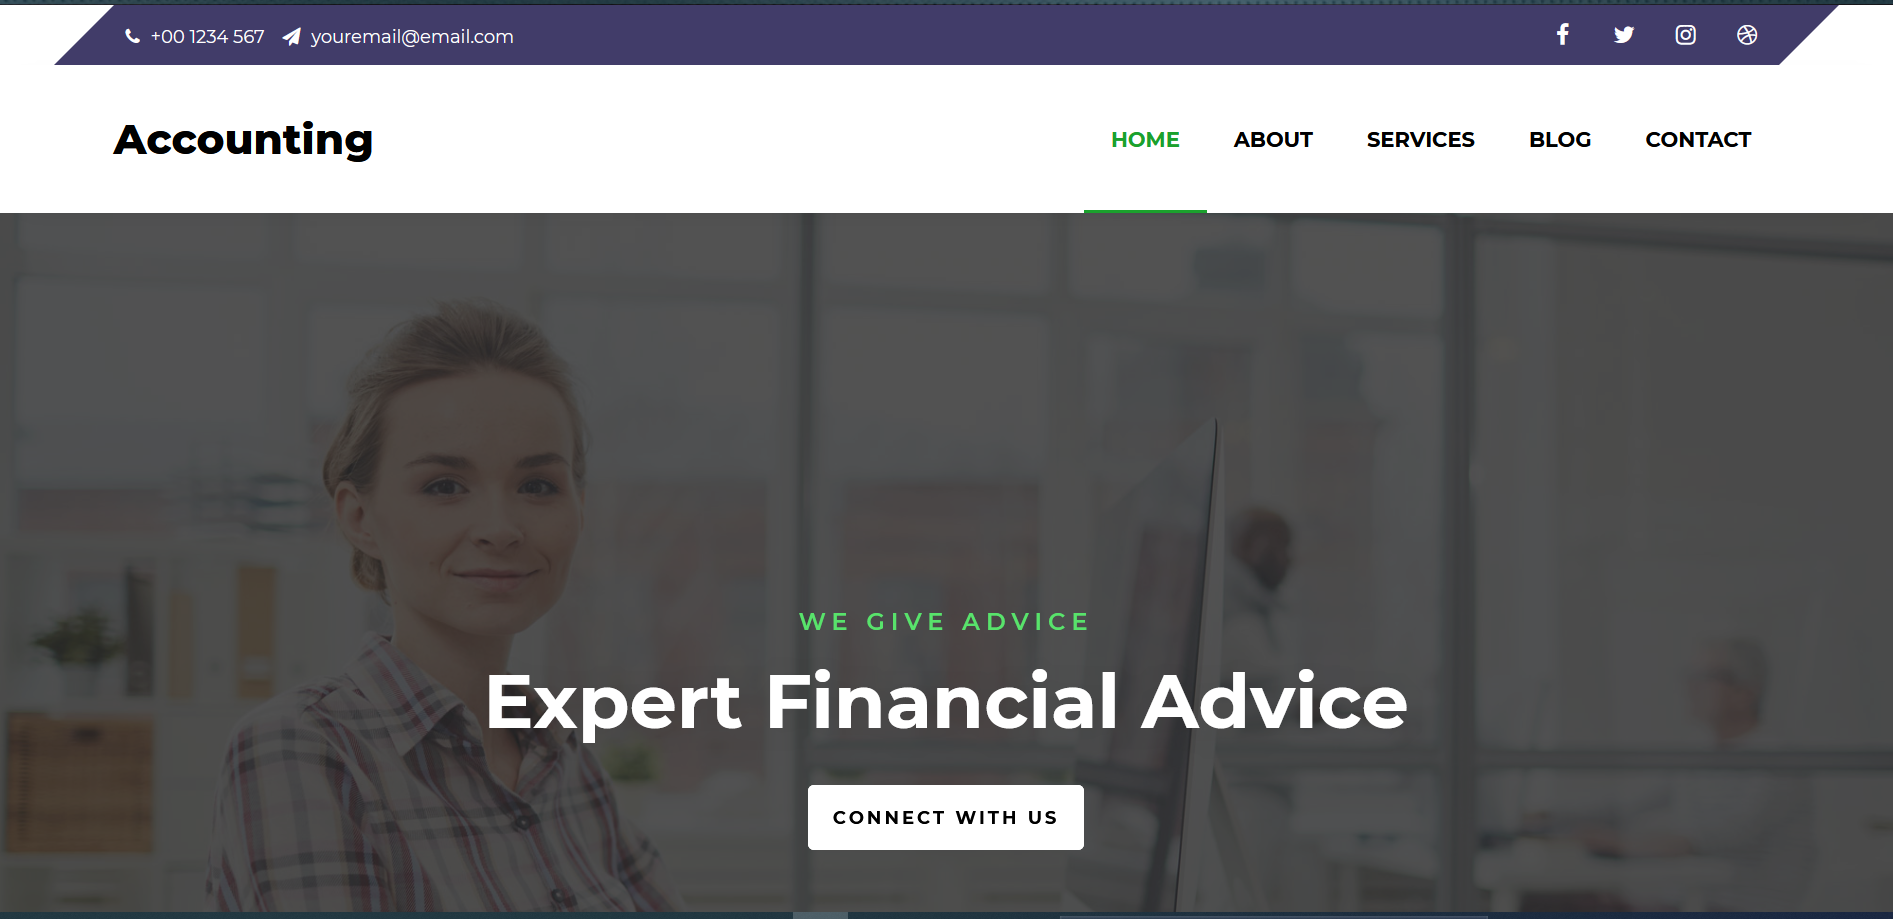 +00 1234 567 youremail@email.com
Accounting
HOME ABOUT SERVICES BLOG CONTACT
WE GIVE ADVICE
Expert Financial Advice
CONNECT WITH US